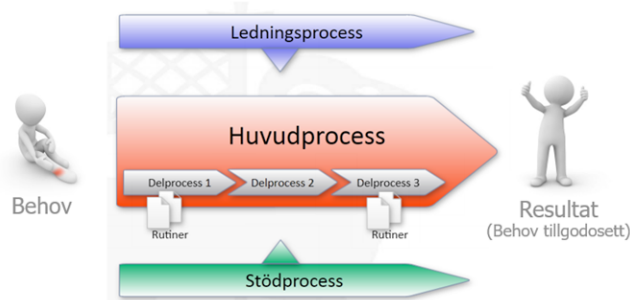 Ledningsprocess
Huvudprocess
Delprocess 1
Delprocess 2
Delprocess 3
Rutiner
Rutiner
Behov
Resultat
(Behov tillgodosett)
Stödprocess